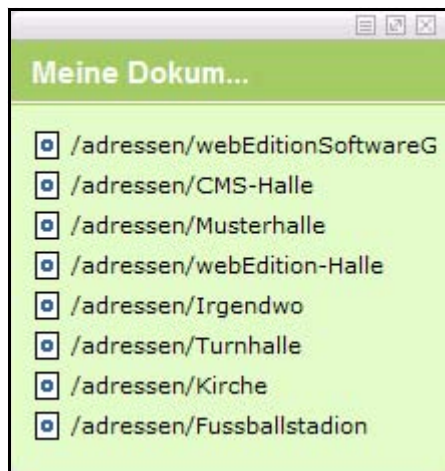 Meine Dokum...
/adressen/webEditionSoftwareG
/adressen/CMS-Halle
/adressen/Musterhalle
/adressen/webEdition-Halle
/adressen/Irgendwo
/adressen/Turnhalle
/adressen/Kirche
/adressen/Fussballstadion